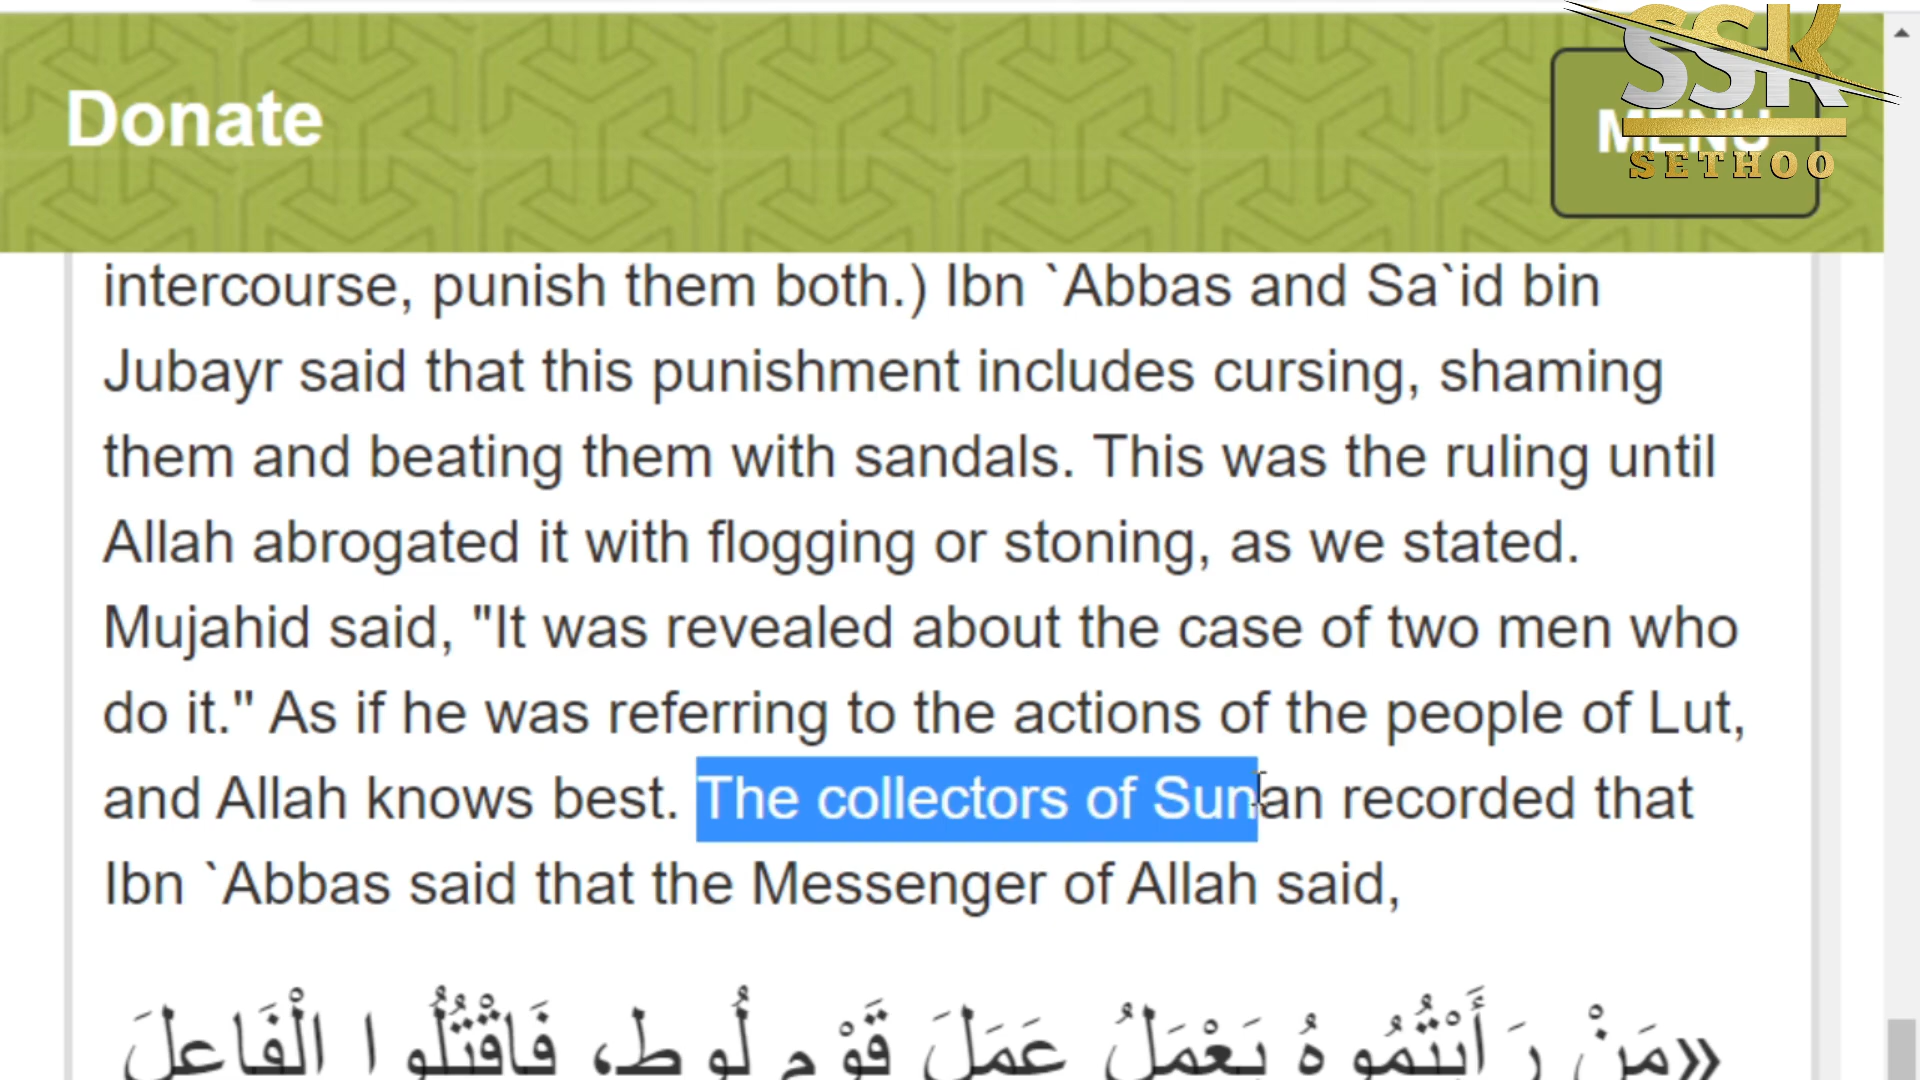 Donate
MENU
SSK
SETHOO
intercourse, punish them both.) Ibn `Abbas and Sa`id bin
Jubayr said that this punishment includes cursing, shaming
them and beating them with sandals. This was the ruling until
Allah abrogated it with flogging or stoning, as we stated.
Mujahid said, "It was revealed about the case of two men who
do it." As if he was referring to the actions of the people of Lut,
and Allah knows best. The collectors of Sunan recorded that
Ibn `Abbas said that the Messenger of Allah said,
«مَنْ رَأَيْتُمُوهُ يَعْمَلُ عَمَلَ قَوْمِ لُوطٍ، فَاقْتُلُوا الْفَاعِلَ